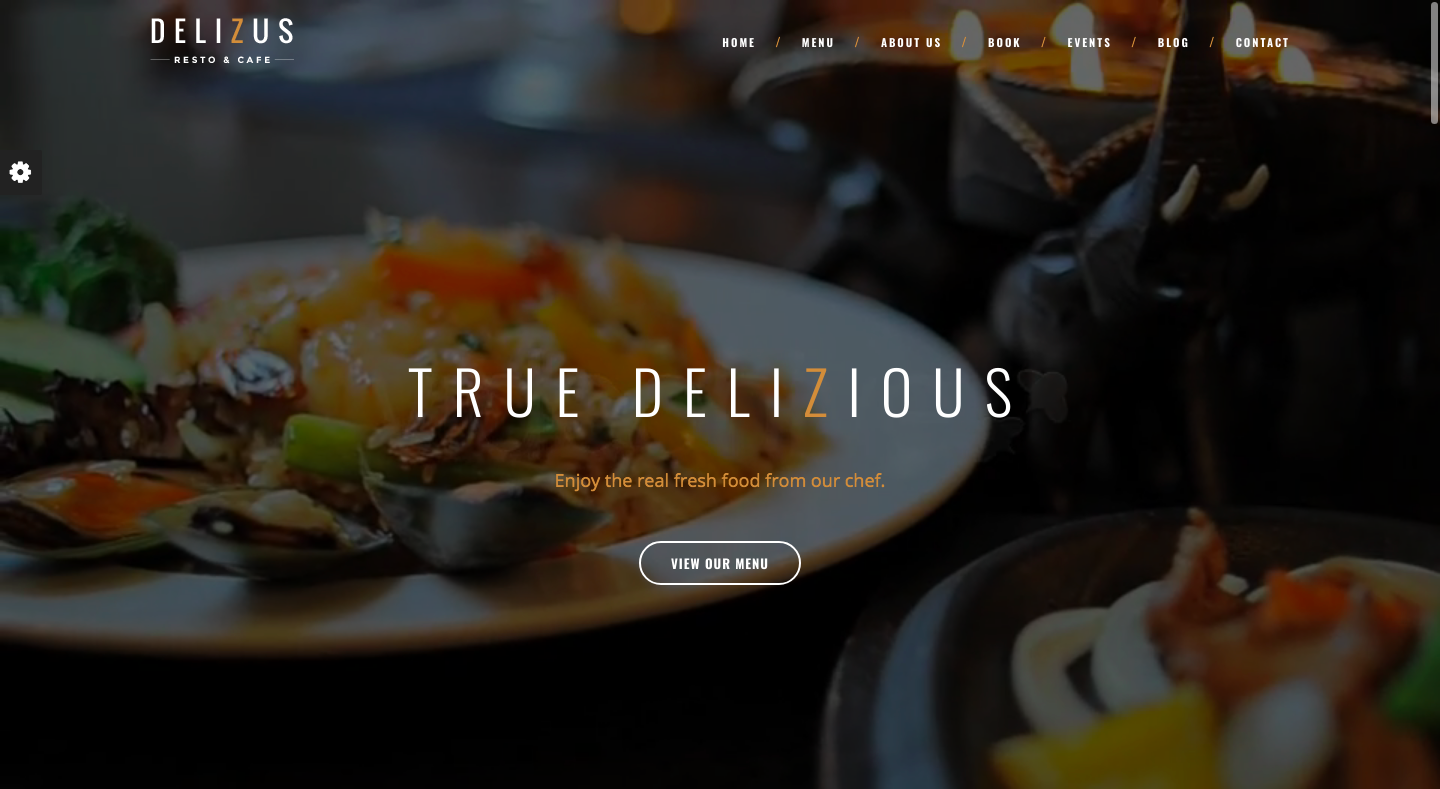 DELIZUS
RESTO & CAFE
HOME / MENU / ABOUT US / BOOK / EVENTS / BLOG / CONTACT
TRUE DELIZIOUS
Enjoy the real fresh food from our chef.
VIEW OUR MENU